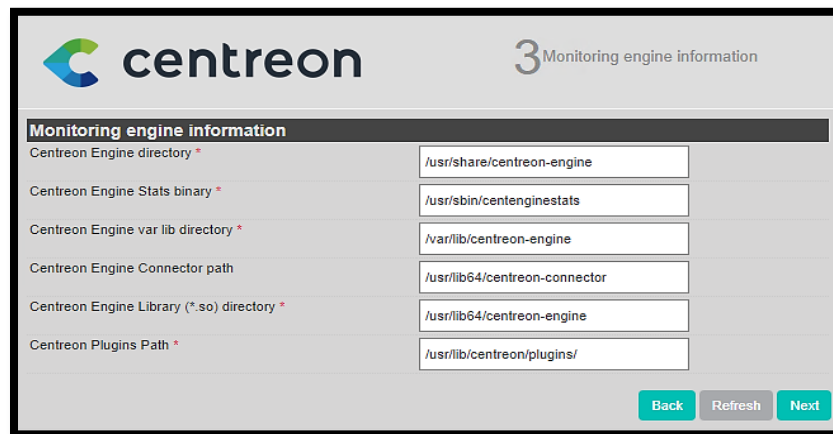 centreon
3 Monitoring engine information
Monitoring engine information
Centreon Engine directory * /usr/share/centreon-engine
Centreon Engine Stats binary * /usr/sbin/centenginestats
Centreon Engine var lib directory * /var/lib/centreon-engine
Centreon Engine Connector path /usr/lib64/centreon-connector
Centreon Engine Library (*.so) directory * /usr/lib64/centreon-engine
Centreon Plugins Path * /usr/lib/centreon/plugins/
Back Refresh Next